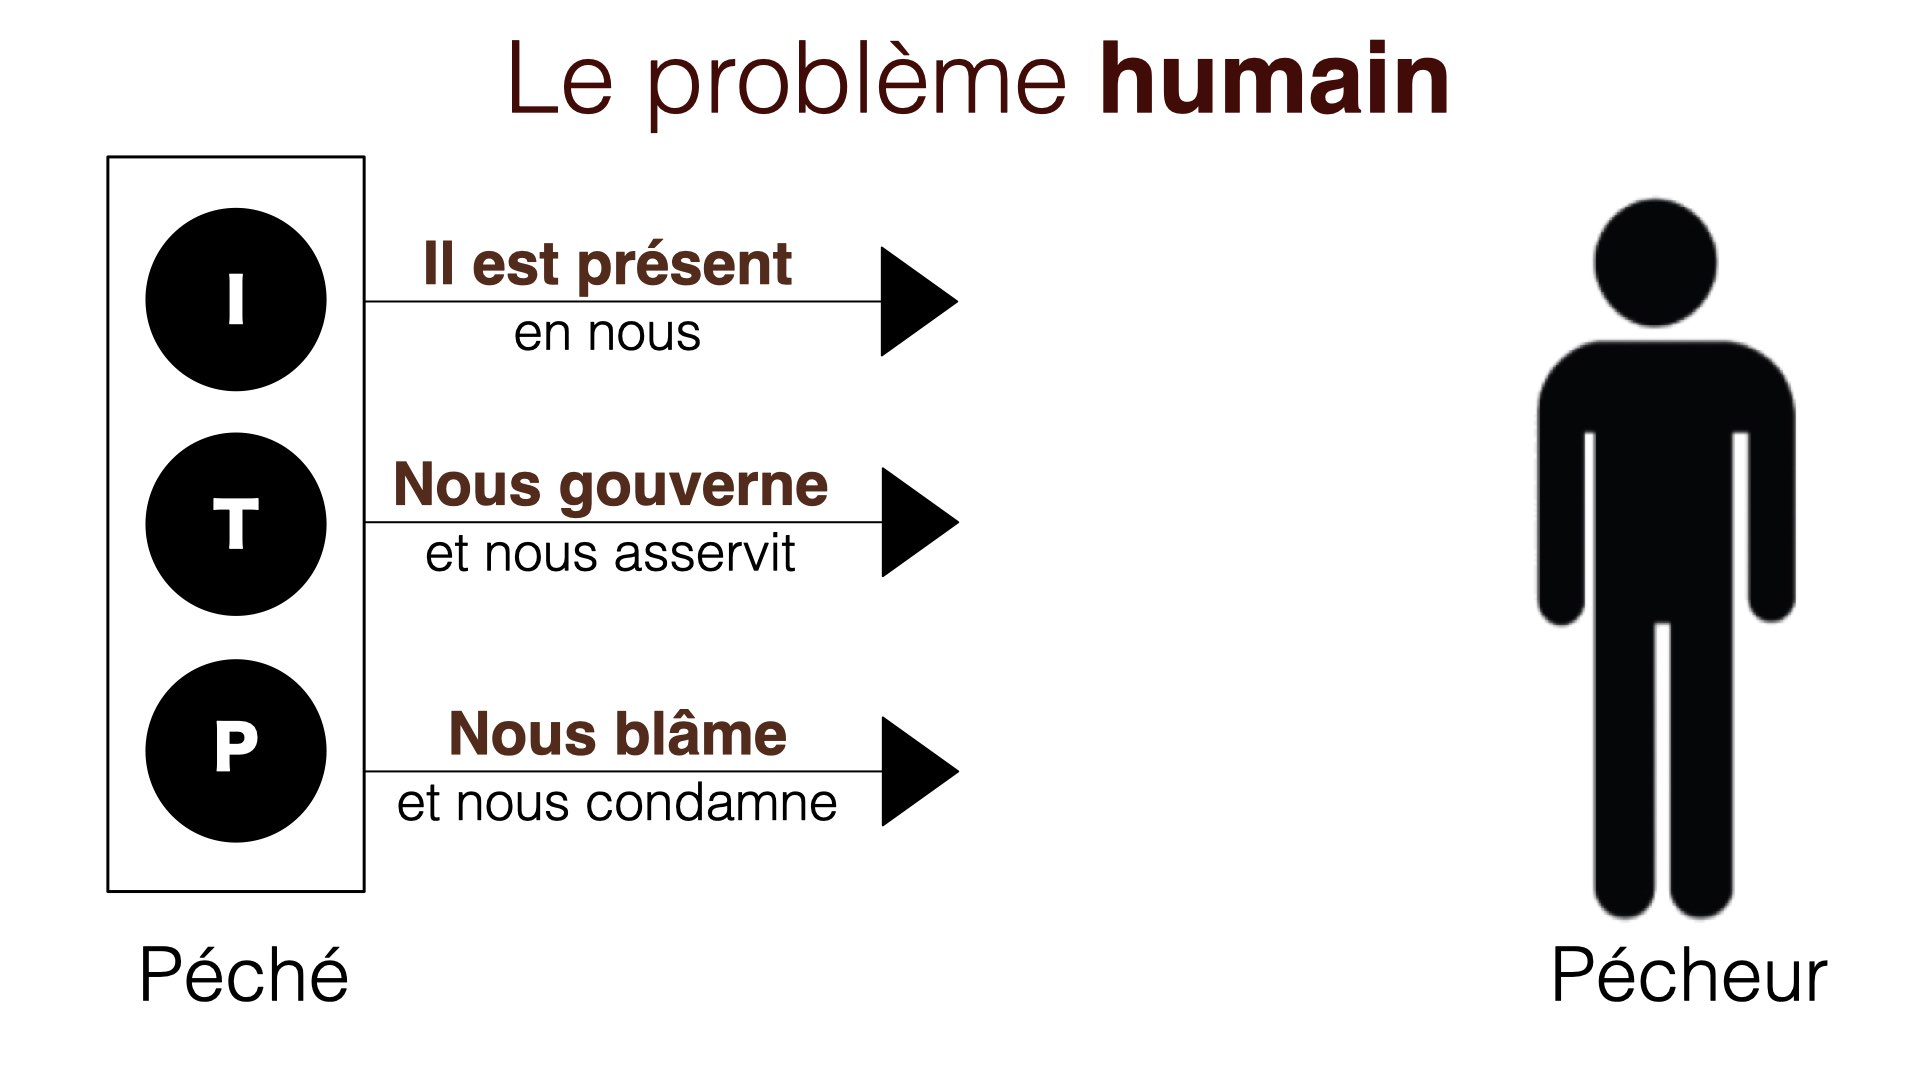 Le problème humain
I
Il est présent
en nous
T
Nous gouverne
et nous asservit
P
Nous blâme
et nous condamne
Péché
Pécheur